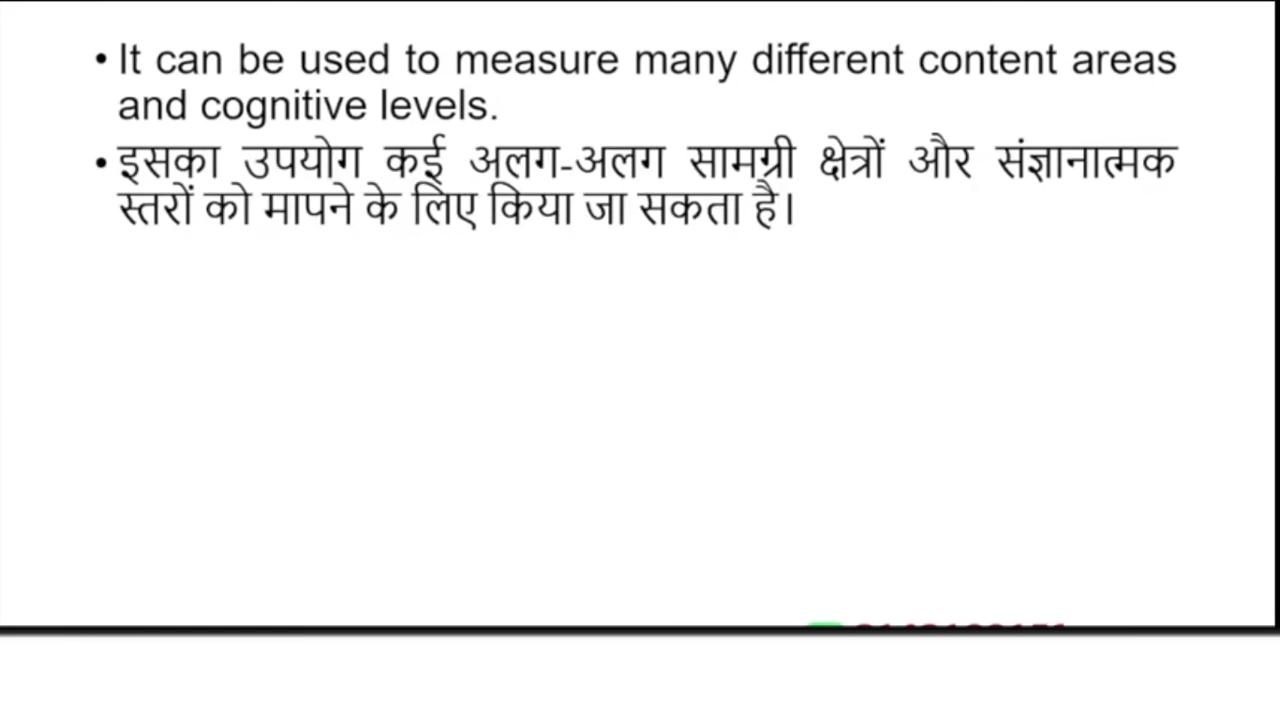 • It can be used to measure many different content areas
and cognitive levels.
• इसका उपयोग कई अलग-अलग सामग्री क्षेत्रों और संज्ञानात्मक
स्तरों को मापने के लिए किया जा सकता है।